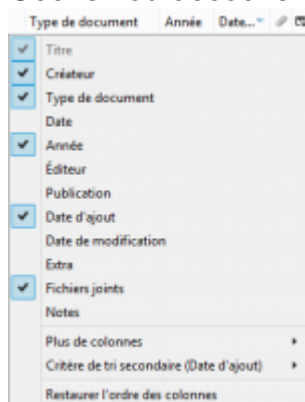 Type de document Année Date...
Titre
Créateur
Type de document
Date
Année
Éditeur
Publication
Date d'ajout
Date de modification
Extra
Fichiers joints
Notes
Plus de colonnes
Critère de tri secondaire (Date d'ajout)
Restaurer l'ordre des colonnes